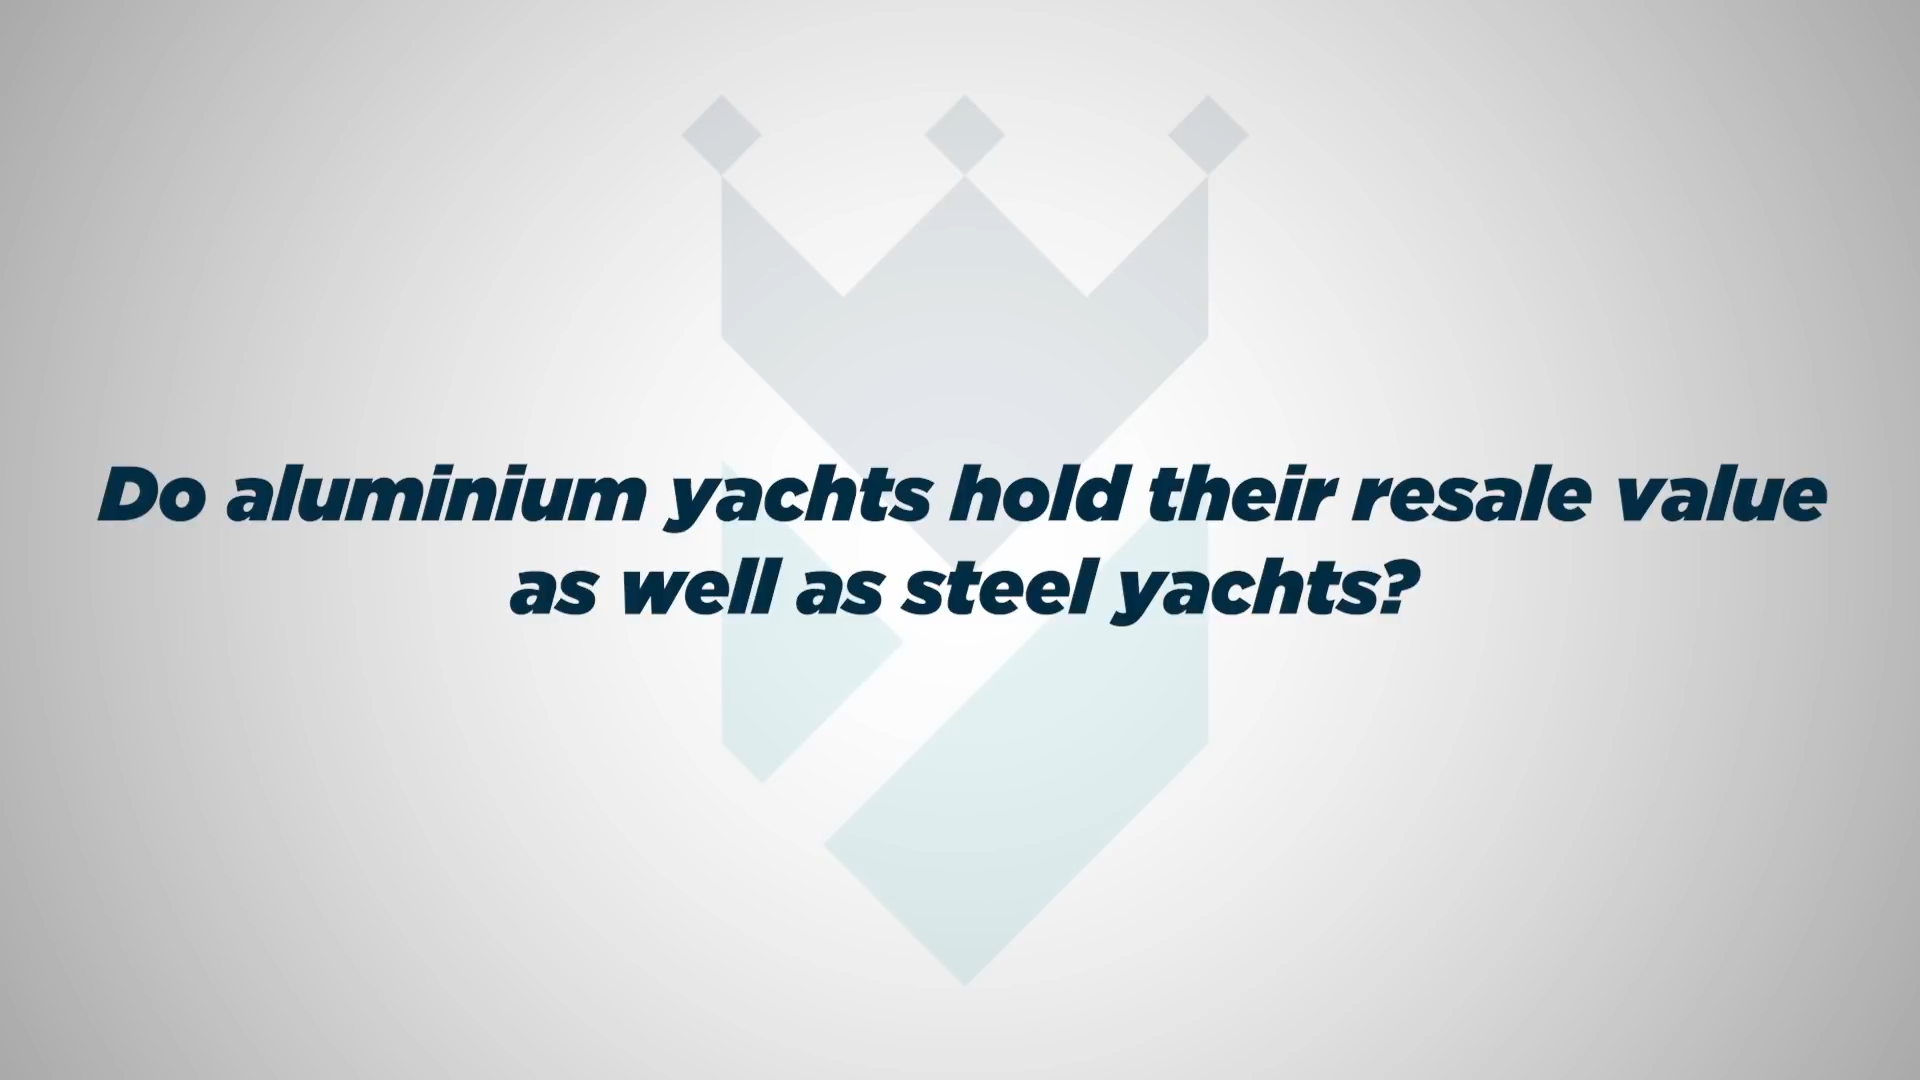 Do aluminium yachts hold their resale value
as well as steel yachts?